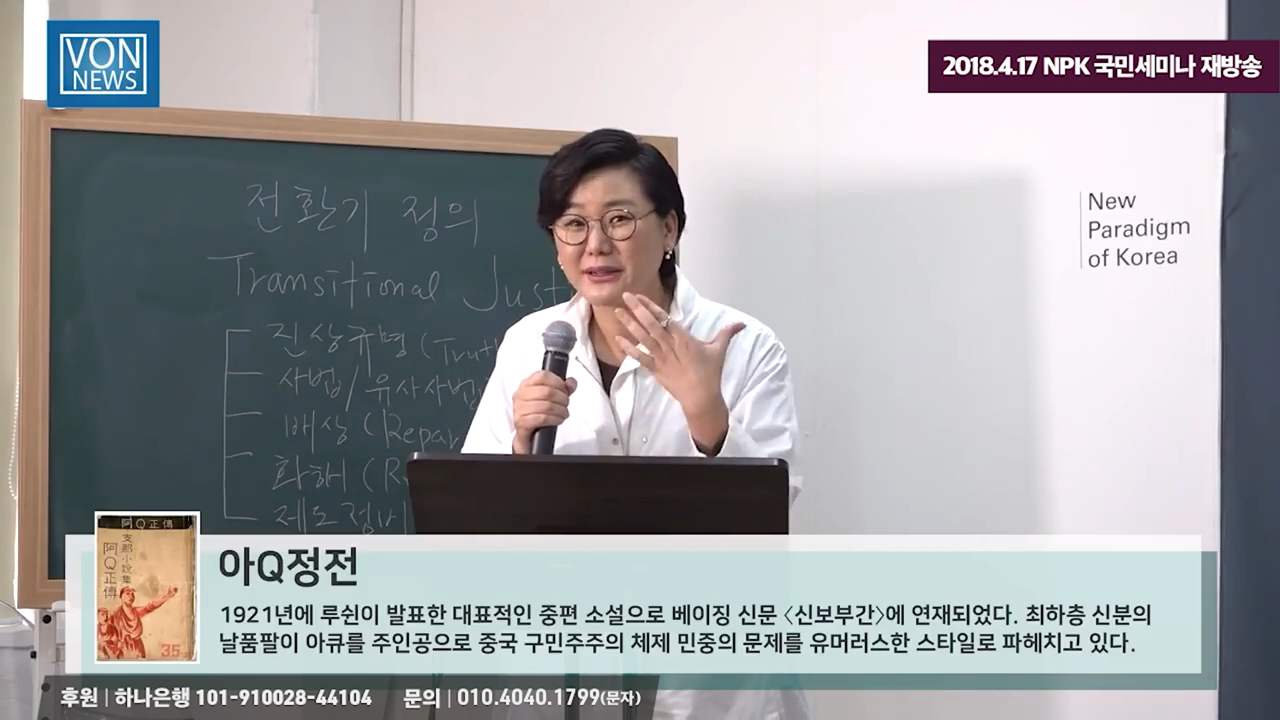 VON
NEWS
2018.4.17 NPK 국민세미나 재방송
New
Paradigm
of Korea
전환기 정의
Transitional Just
진상규명 (Truth
사법/유사사법
배상 (Repar
화해 (R
제도정비
阿Q正傳
支那小說集
阿Q正傳
35
아Q정전
1921년에 루쉰이 발표한 대표적인 중편 소설으로 베이징 신문 〈신보부간〉에 연재되었다. 최하층 신분의
날품팔이 아큐를 주인공으로 중국 구민주주의 체제 민중의 문제를 유머러스한 스타일로 파헤치고 있다.
후원 | 하나은행 101-910028-44104 문의 | 010.4040.1799(문자)